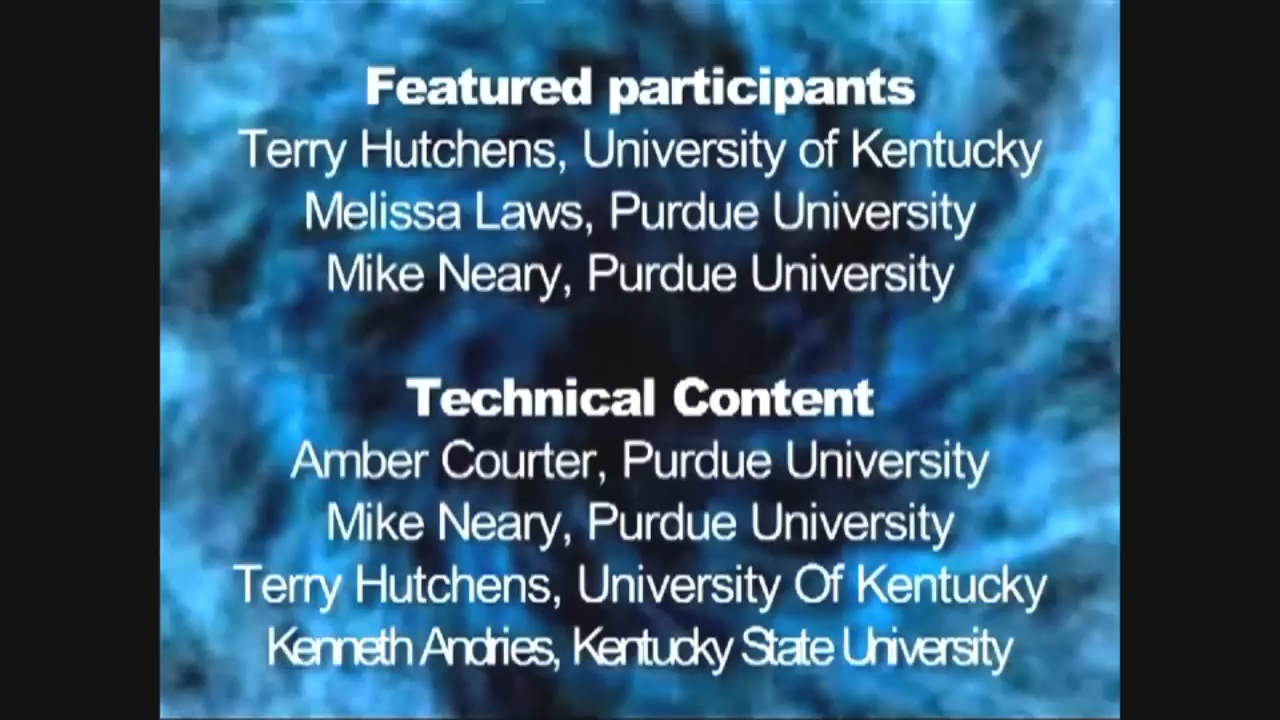 Featured participants
Terry Hutchens, University of Kentucky
Melissa Laws, Purdue University
Mike Neary, Purdue University
Technical Content
Amber Courter, Purdue University
Mike Neary, Purdue University
Terry Hutchens, University Of Kentucky
Kenneth Andries, Kentucky State University